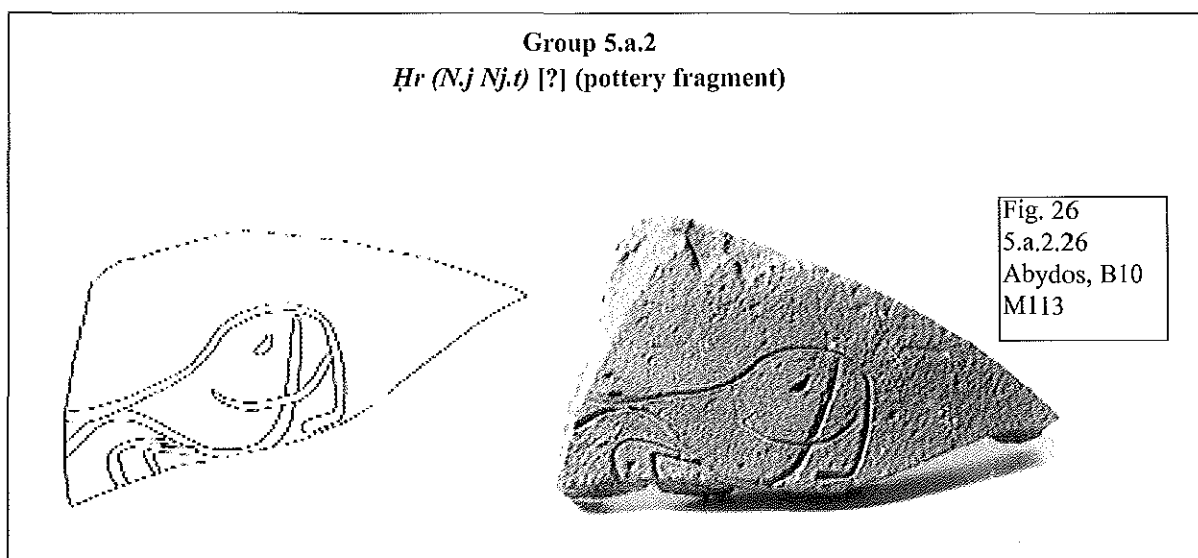 Group 5.a.2
Ḥr (N.j Nj.t) [?] (pottery fragment)
Fig. 26
5.a.2.26
Abydos, B10
M113